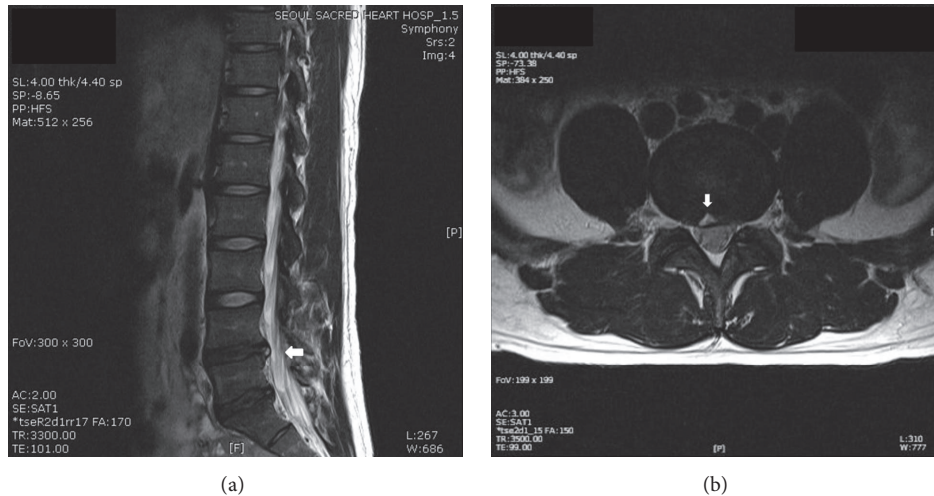 SEOUL SACRED HEART HOSP_1.5
Symphony
Srs:2
Img:4
SL:4.00 thk/4.40 sp
SP:-8.65
PP:HFS
Mat:512 x 256
[P]
FoV:300 x 300
AC:2.00
SE:SAT1
*tseR2d1rr17 FA:170
TR:3300.00
TE:101.00
[F]
L:267
W:686
(a)
SL:4.00 thk/4.40 sp
SP:-73.38
PP:HFS
Mat:384 x 250
FoV:199 x 199
AC:3.00
SE:SAT1
*tse2d1_15 FA:150
TR:3500.00
TE:99.00
[P]
L:310
W:777
(b)